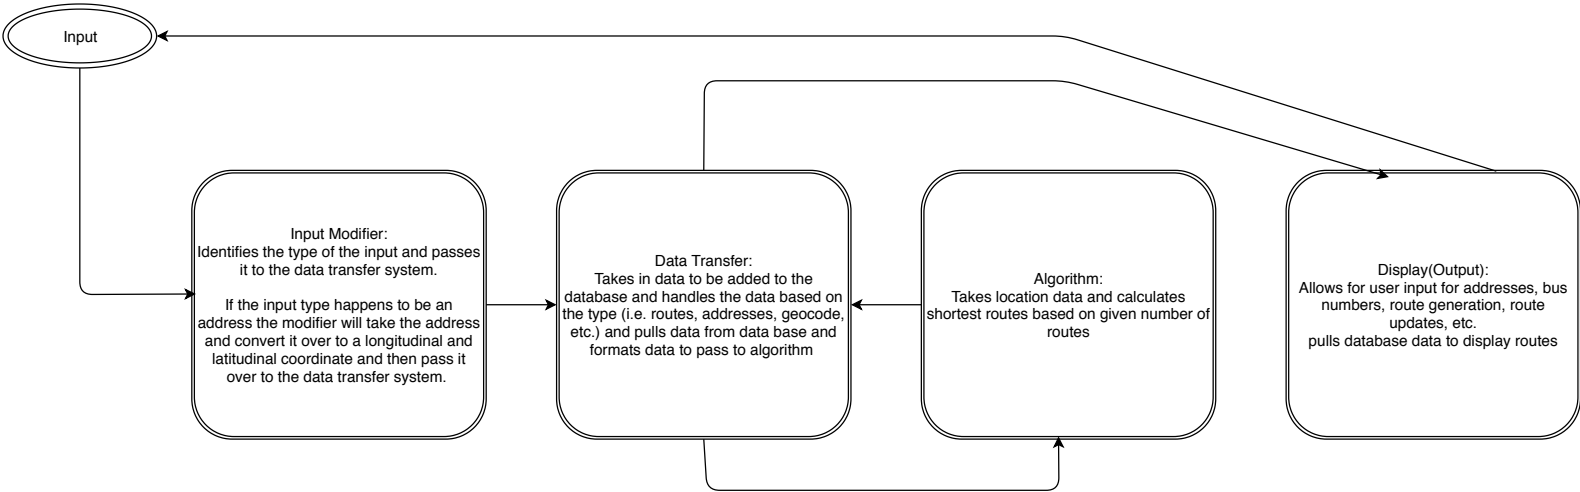 Input
Input Modifier:
Identifies the type of the input and passes
it to the data transfer system.
If the input type happens to be an
address the modifier will take the address
and convert it over to a longitudinal and
latitudinal coordinate and then pass it
over to the data transfer system.
Data Transfer:
Takes in data to be added to the
database and handles the data based on
the type (i.e. routes, addresses, geocode,
etc.) and pulls data from data base and
formats data to pass to algorithm
Algorithm:
Takes location data and calculates
shortest routes based on given number of
routes
Display(Output):
Allows for user input for addresses, bus
numbers, route generation, route
updates, etc.
pulls database data to display routes